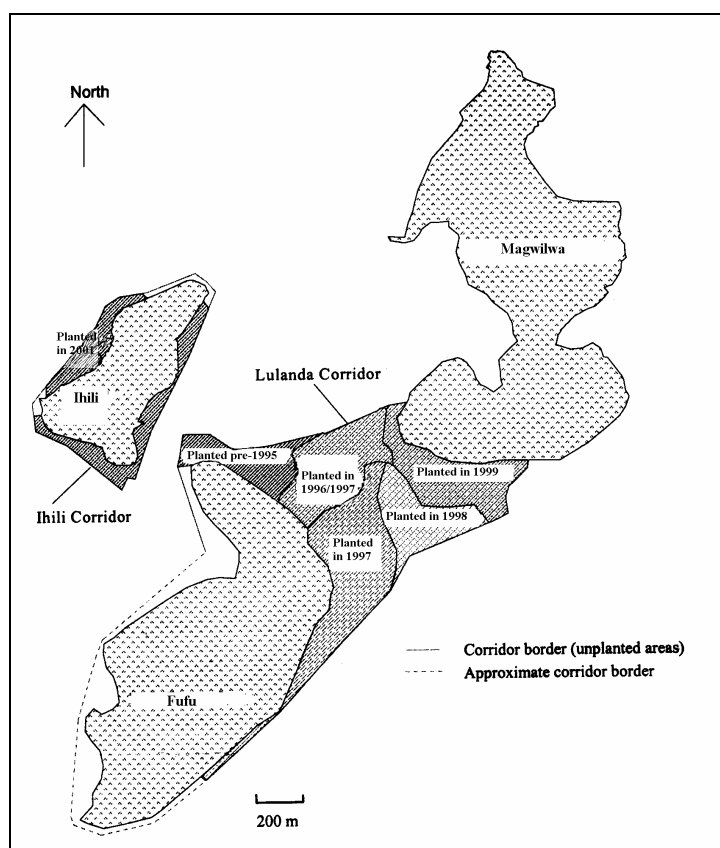 North
Magwilwa
Planted
in 2001
Ihili
Lulanda Corridor
Planted pre-1995
Planted in
1996/1997
Planted in 1999
Ihili Corridor
Planted in 1998
Planted
in 1997
Corridor border (unplanted areas)
Approximate corridor border
Fufu
200 m